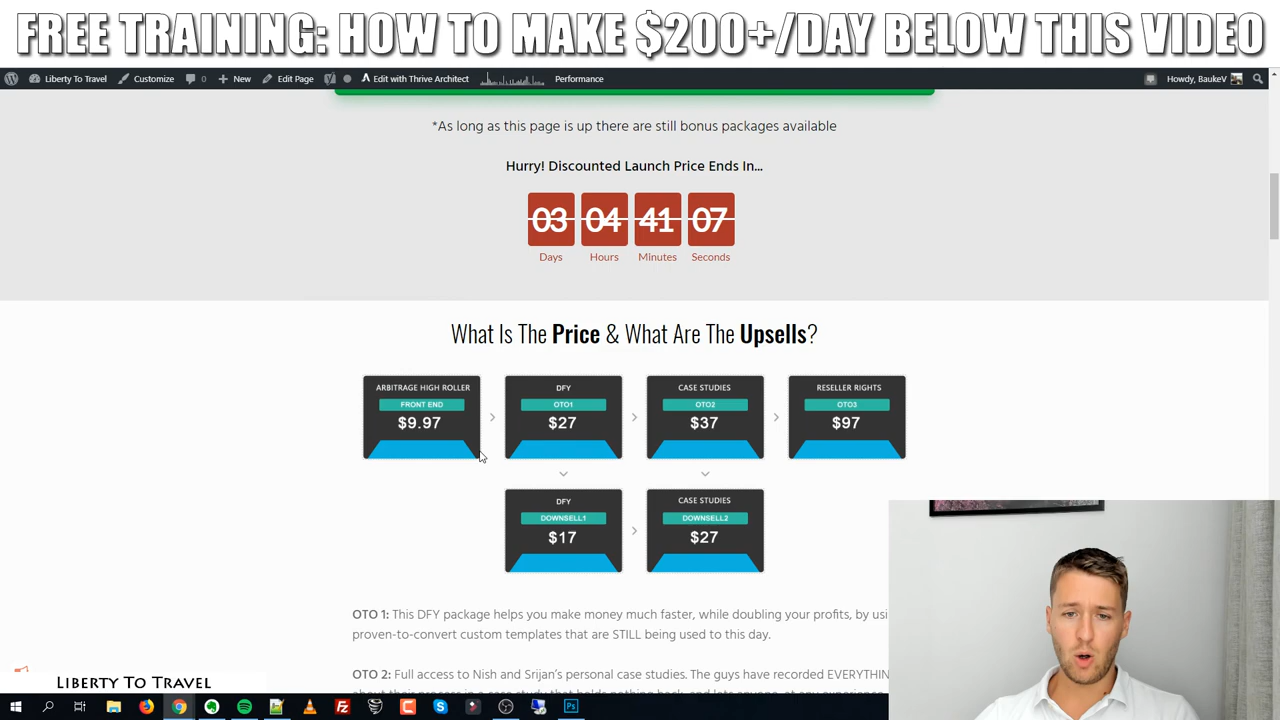 FREE TRAINING: HOW TO MAKE $200+/DAY BELOW THIS VIDEO
Liberty To Travel Customize 0 New Edit Page Edit with Thrive Architect Performance Howdy, BaukeV
*As long as this page is up there are still bonus packages available
Hurry! Discounted Launch Price Ends In...
03 04 41 07
Days Hours Minutes Seconds
What Is The Price & What Are The Upsells?
ARBITRAGE HIGH ROLLER DFY CASE STUDIES RESELLER RIGHTS
FRONT END OTO1 OTO2 OTO3
$9.97 $27 $37 $97
DFY CASE STUDIES
DOWNSELL1 DOWNSELL2
$17 $27
OTO 1: This DFY package helps you make money much faster, while doubling your profits, by usi
proven-to-convert custom templates that are STILL being used to this day.
OTO 2: Full access to Nish and Srijan's personal case studies. The guys have recorded EVERYTHIN
LIBERTY TO TRAVEL